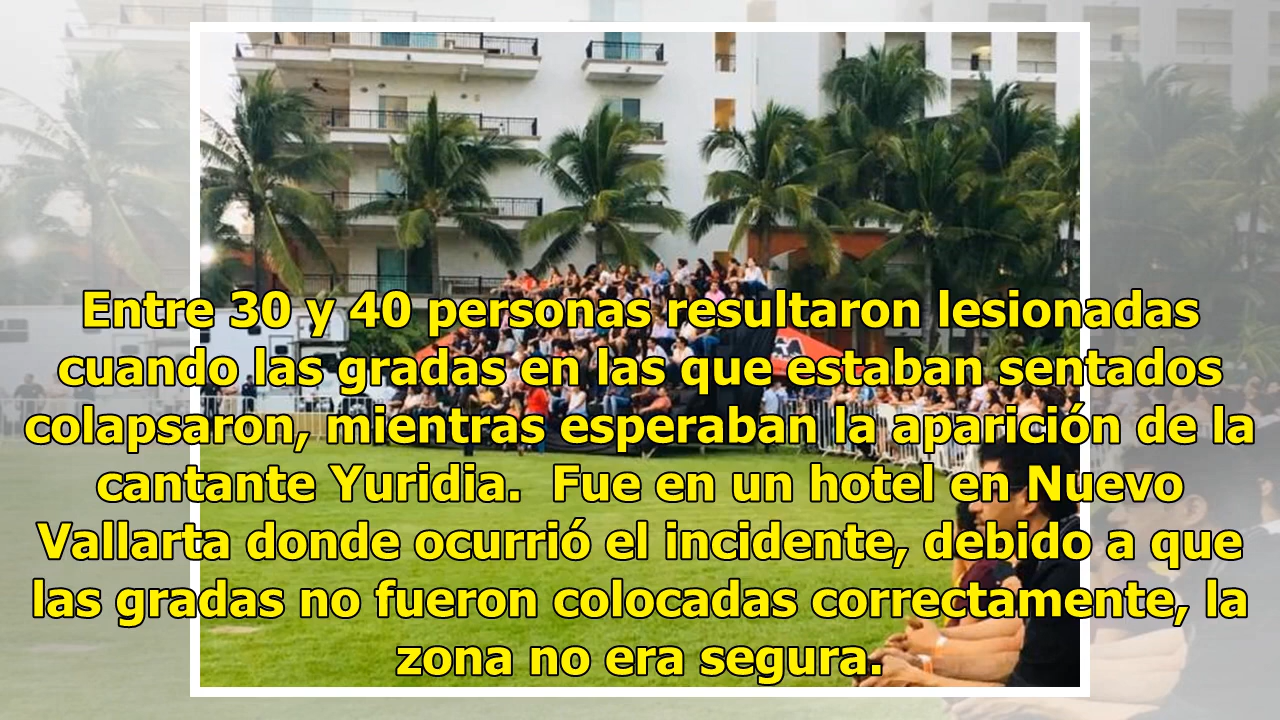 Entre 30 y 40 personas resultaron lesionadas
cuando las gradas en las que estaban sentados
colapsaron, mientras esperaban la aparición de la
cantante Yuridia.  Fue en un hotel en Nuevo
Vallarta donde ocurrió el incidente, debido a que
las gradas no fueron colocadas correctamente, la
zona no era segura.